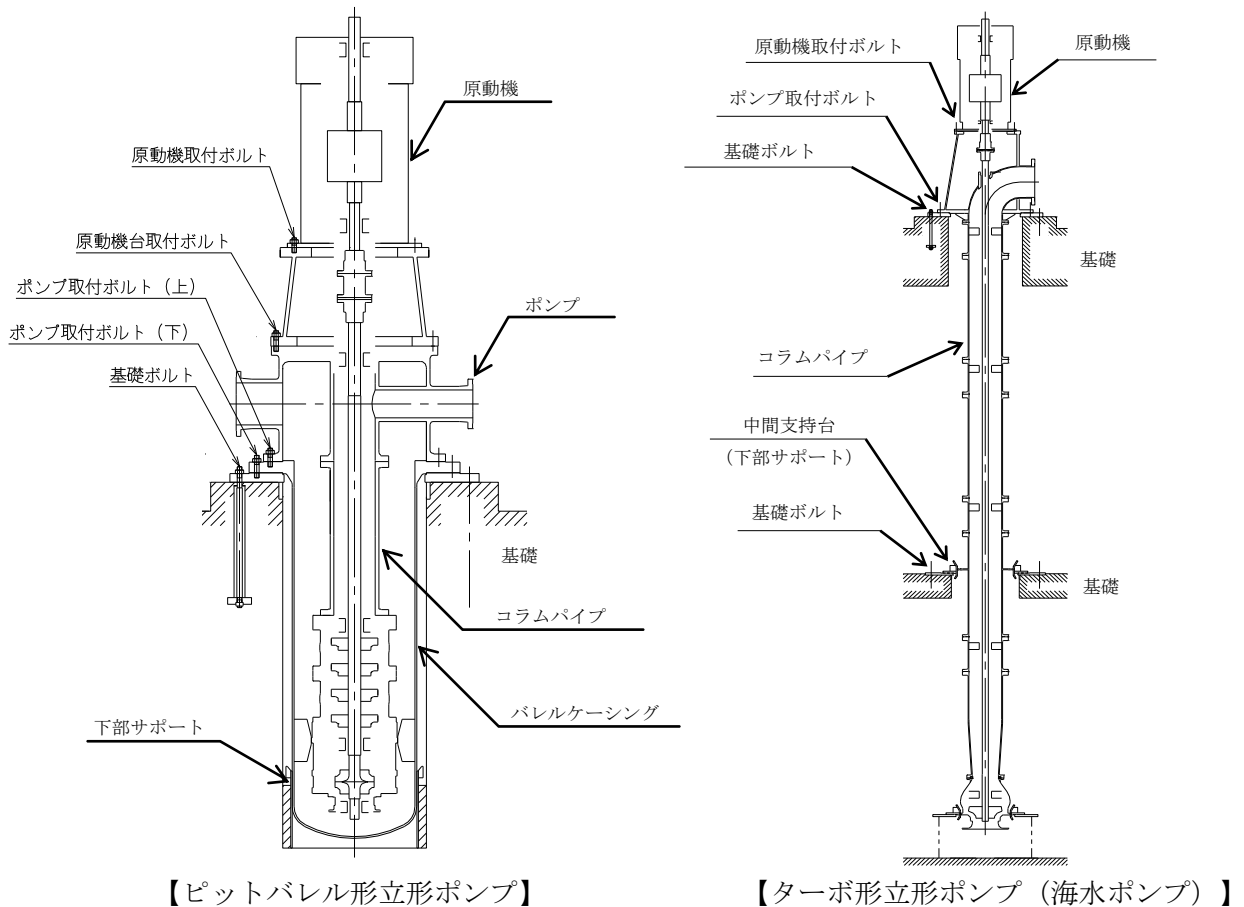 原動機
原動機取付ボルト
原動機台取付ボルト
ポンプ取付ボルト（上）
ポンプ取付ボルト（下）
基礎ボルト
ポンプ
基礎
コラムパイプ
バレルケーシング
下部サポート
【ピットバレル形立形ポンプ】
原動機取付ボルト
原動機
ポンプ取付ボルト
基礎ボルト
基礎
コラムパイプ
中間支持台
（下部サポート）
基礎ボルト
基礎
【ターボ形立形ポンプ（海水ポンプ）】